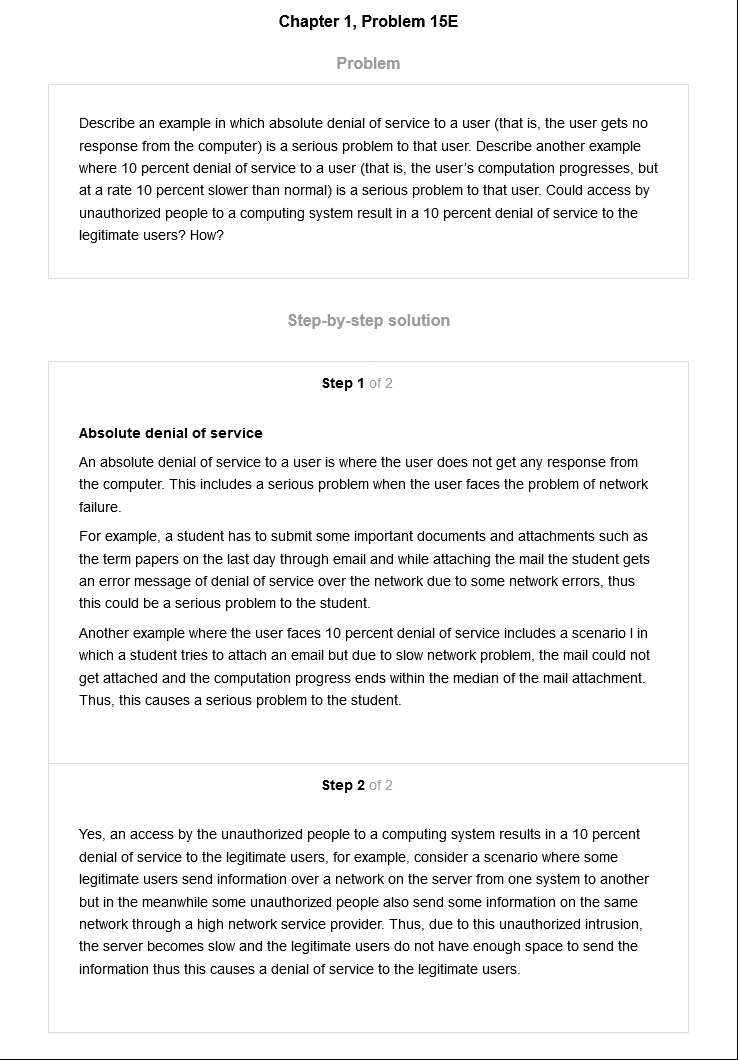 Chapter 1, Problem 15E
Problem
Describe an example in which absolute denial of service to a user (that is, the user gets no
response from the computer) is a serious problem to that user. Describe another example
where 10 percent denial of service to a user (that is, the user's computation progresses, but
at a rate 10 percent slower than normal) is a serious problem to that user. Could access by
unauthorized people to a computing system result in a 10 percent denial of service to the
legitimate users? How?
Step-by-step solution
Step 1 of 2
Absolute denial of service
An absolute denial of service to a user is where the user does not get any response from
the computer. This includes a serious problem when the user faces the problem of network
failure.
For example, a student has to submit some important documents and attachments such as
the term papers on the last day through email and while attaching the mail the student gets
an error message of denial of service over the network due to some network errors, thus
this could be a serious problem to the student.
Another example where the user faces 10 percent denial of service includes a scenario I in
which a student tries to attach an email but due to slow network problem, the mail could not
get attached and the computation progress ends within the median of the mail attachment.
Thus, this causes a serious problem to the student.
Step 2 of 2
Yes, an access by the unauthorized people to a computing system results in a 10 percent
denial of service to the legitimate users, for example, consider a scenario where some
legitimate users send information over a network on the server from one system to another
but in the meanwhile some unauthorized people also send some information on the same
network through a high network service provider. Thus, due to this unauthorized intrusion,
the server becomes slow and the legitimate users do not have enough space to send the
information thus this causes a denial of service to the legitimate users.